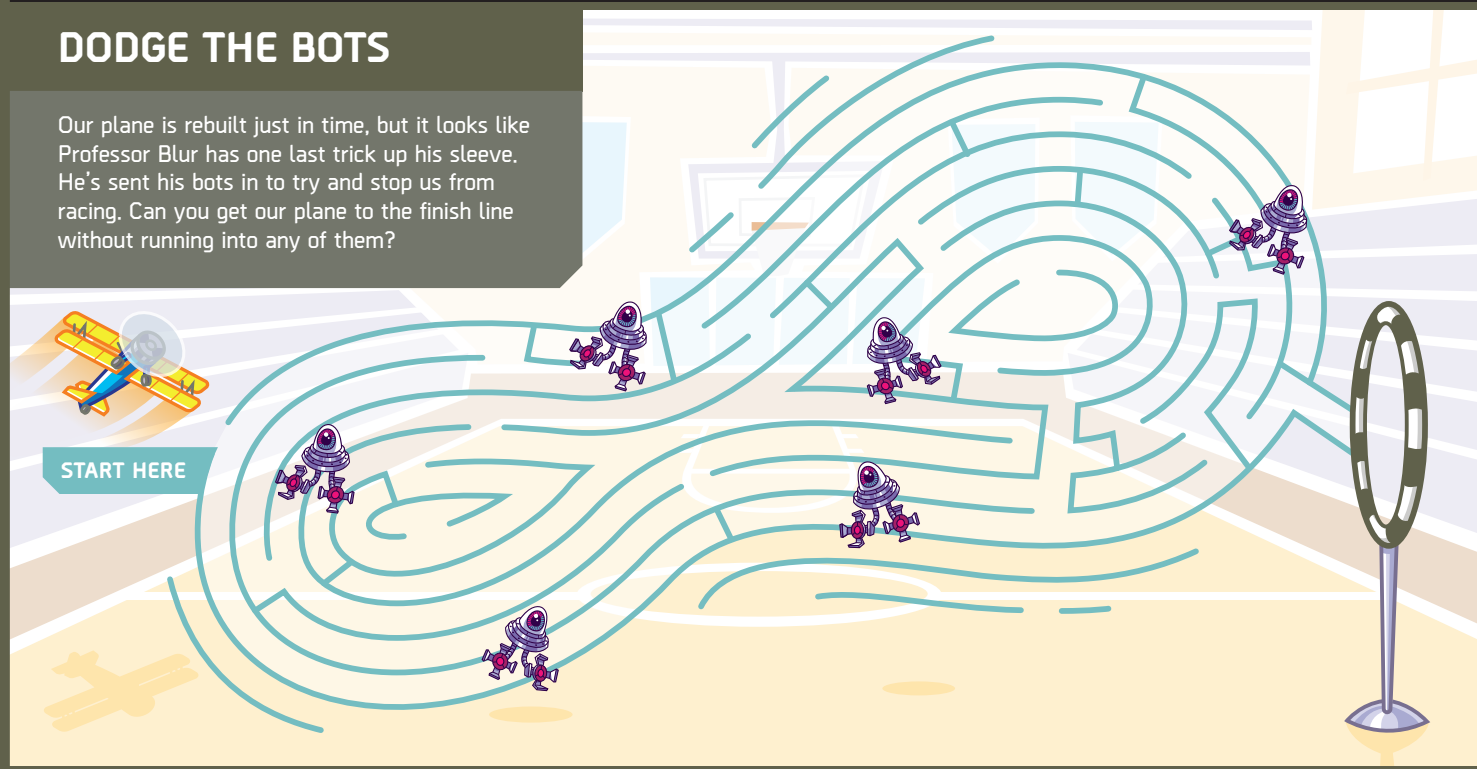 DODGE THE BOTS
Our plane is rebuilt just in time, but it looks like
Professor Blur has one last trick up his sleeve.
He’s sent his bots in to try and stop us from
racing. Can you get our plane to the finish line
without running into any of them?
START HERE